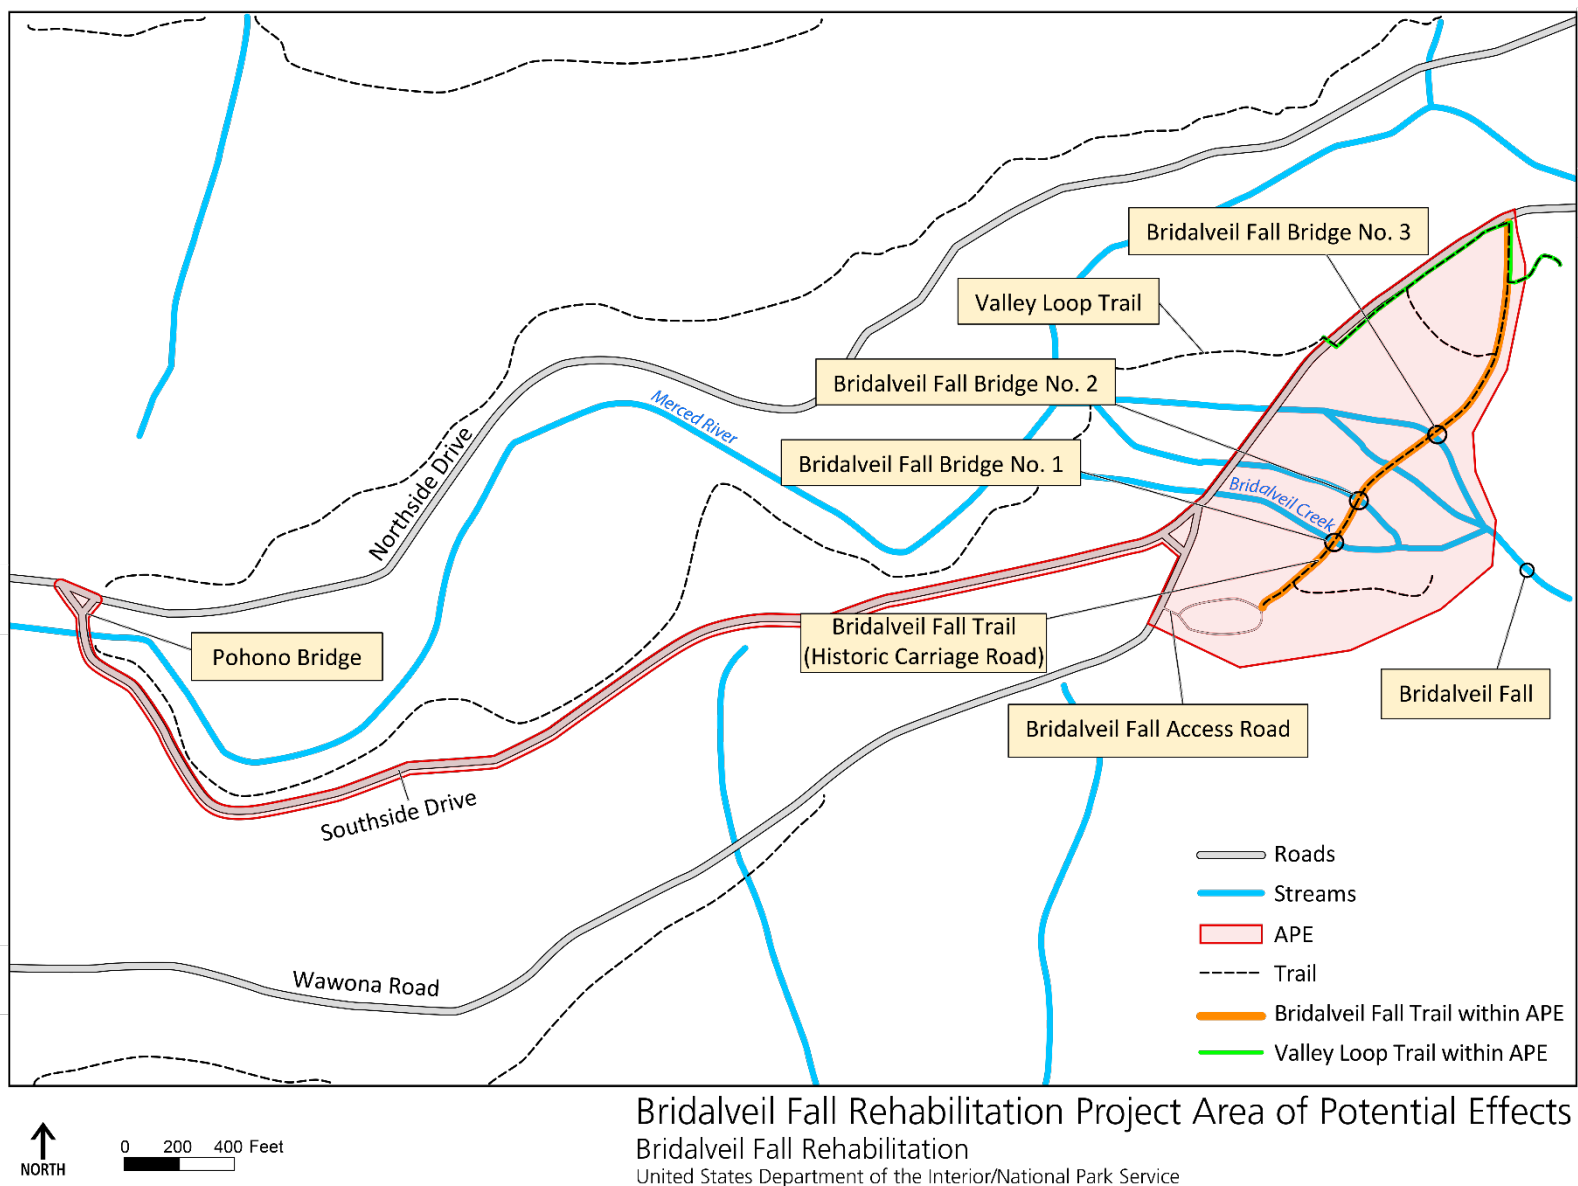 Bridalveil Fall Bridge No. 3
Valley Loop Trail
Bridalveil Fall Bridge No. 2
Merced River
Northside Drive
Bridalveil Fall Bridge No. 1
Bridalveil Creek
Bridalveil Fall Trail
(Historic Carriage Road)
Pohono Bridge
Bridalveil Fall
Bridalveil Fall Access Road
Southside Drive
Wawona Road
Roads
Streams
APE
Trail
Bridalveil Fall Trail within APE
Valley Loop Trail within APE
NORTH
0 200 400 Feet
Bridalveil Fall Rehabilitation Project Area of Potential Effects
Bridalveil Fall Rehabilitation
United States Department of the Interior/National Park Service